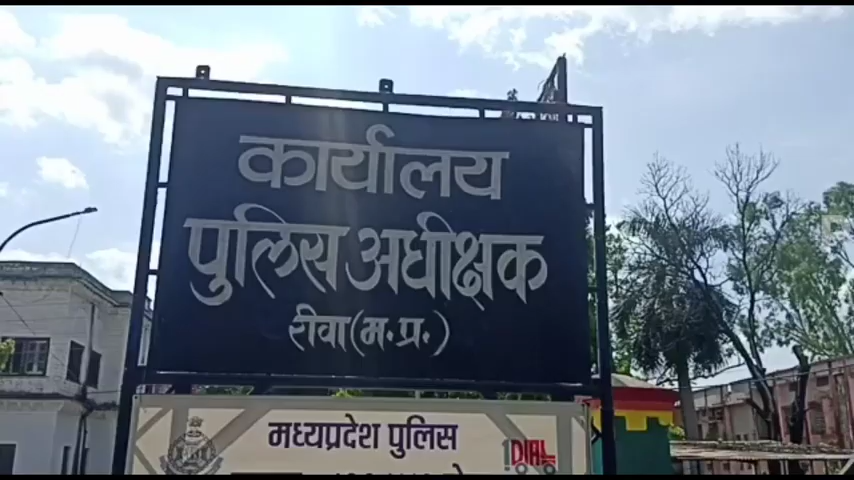 कार्यालय
पुलिस अधीक्षक
रीवा (म.प्र.)
मध्यप्रदेश पुलिस
DIAL